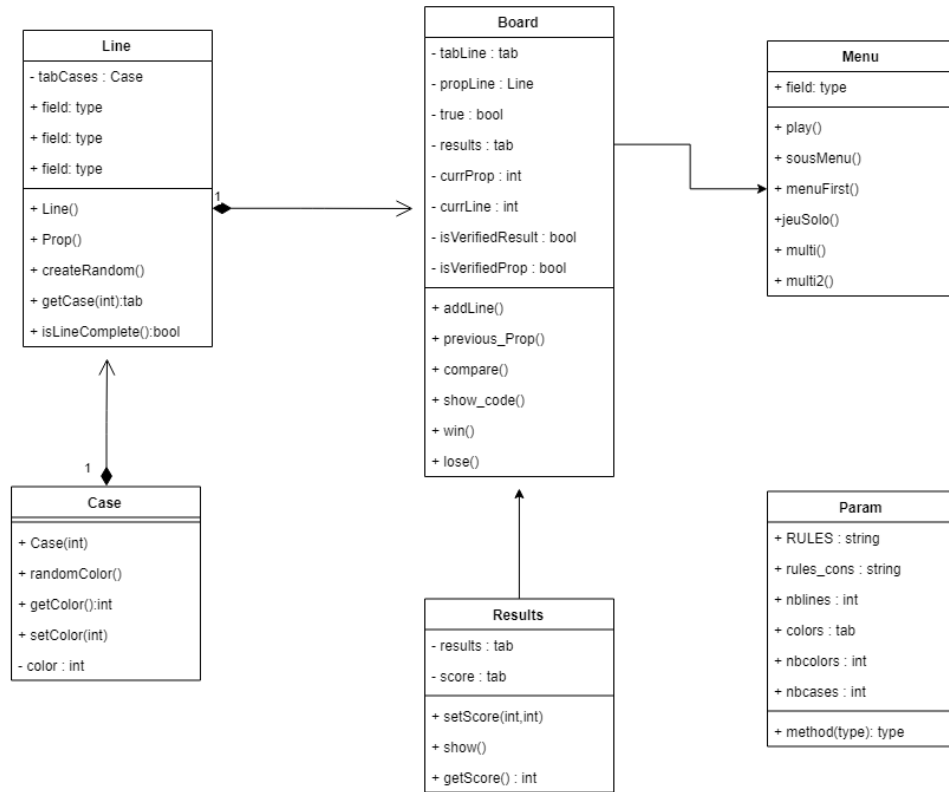 Line
- tabCases : Case
+ field: type
+ field: type
+ field: type
+ Line()
+ Prop()
+ createRandom()
+ getCase(int):tab
+ isLineComplete():bool
1
Board
- tabLine : tab
- propLine : Line
- true : bool
- results : tab
- currProp : int
- currLine : int
- isVerifiedResult : bool
- isVerifiedProp : bool
+ addLine()
+ previous_Prop()
+ compare()
+ show_code()
+ win()
+ lose()
Menu
+ field: type
+ play()
+ sousMenu()
+ menuFirst()
+jeuSolo()
+ multi()
+ multi2()
1
Case
+ Case(int)
+ randomColor()
+ getColor():int
+ setColor(int)
- color : int
Results
- results : tab
- score : tab
+ setScore(int,int)
+ show()
+ getScore() : int
Param
+ RULES : string
+ rules_cons : string
+ nblines : int
+ colors : tab
+ nbcolors : int
+ nbcases : int
+ method(type): type